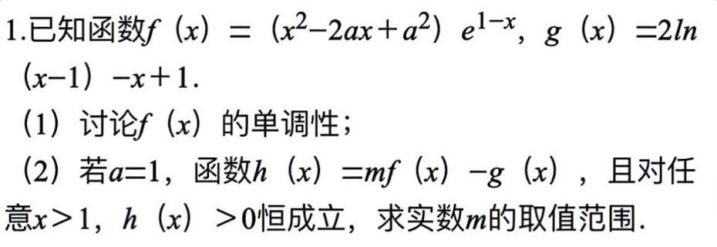 1.已知函数f（x）=（x²−2ax+a²）e¹⁻ˣ，g（x）=2ln
（x−1）−x+1.
（1）讨论f（x）的单调性；
（2）若a=1，函数h（x）=mf（x）−g（x），且对任
意x>1，h（x）>0恒成立，求实数m的取值范围.